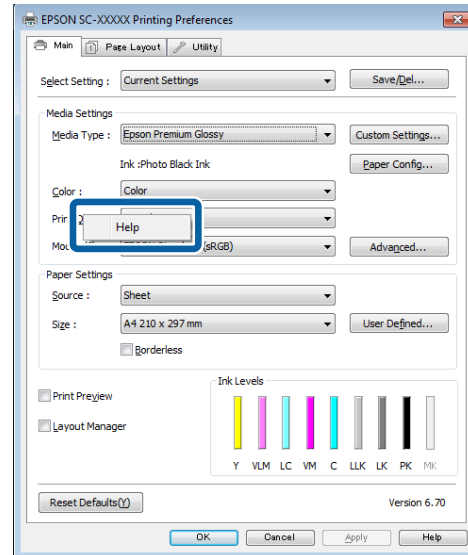 EPSON SC-XXXXX Printing Preferences
Main Page Layout Utility
Select Setting : Current Settings Save/Del...
Media Settings
Media Type : Epson Premium Glossy Custom Settings...
Ink :Photo Black Ink Paper Config...
Color : Color
Prin
Help
Mo (sRGB) Advanced...
Paper Settings
Source : Sheet
Size : A4 210 x 297 mm User Defined...
Borderless
Print Preview
Layout Manager
Ink Levels
Y VLM LC VM C LLK LK PK MK
Reset Defaults(Y) Version 6.70
OK Cancel Apply Help